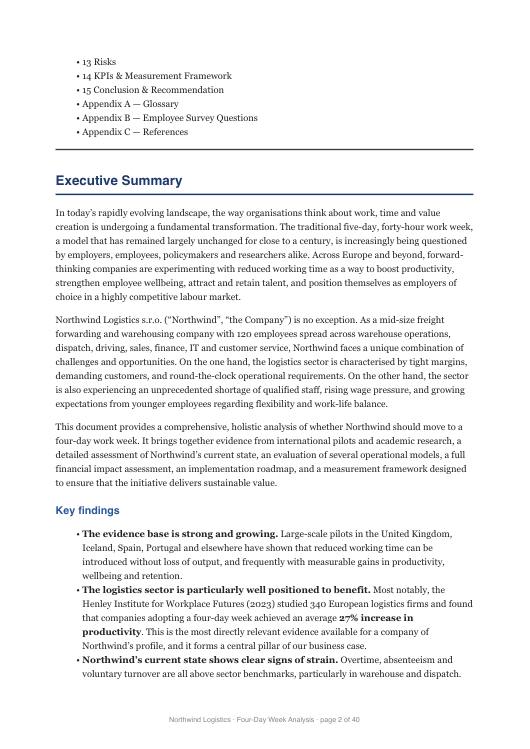 • 13 Risks
• 14 KPIs & Measurement Framework
• 15 Conclusion & Recommendation
• Appendix A — Glossary
• Appendix B — Employee Survey Questions
• Appendix C — References
Executive Summary
In today’s rapidly evolving landscape, the way organisations think about work, time and value
creation is undergoing a fundamental transformation. The traditional five-day, forty-hour work week,
a model that has remained largely unchanged for close to a century, is increasingly being questioned
by employers, employees, policymakers and researchers alike. Across Europe and beyond, forward-
thinking companies are experimenting with reduced working time as a way to boost productivity,
strengthen employee wellbeing, attract and retain talent, and position themselves as employers of
choice in a highly competitive labour market.
Northwind Logistics s.r.o. (“Northwind”, “the Company”) is no exception. As a mid-size freight
forwarding and warehousing company with 120 employees spread across warehouse operations,
dispatch, driving, sales, finance, IT and customer service, Northwind faces a unique combination of
challenges and opportunities. On the one hand, the logistics sector is characterised by tight margins,
demanding customers, and round-the-clock operational requirements. On the other hand, the sector
is also experiencing an unprecedented shortage of qualified staff, rising wage pressure, and growing
expectations from younger employees regarding flexibility and work-life balance.
This document provides a comprehensive, holistic analysis of whether Northwind should move to a
four-day work week. It brings together evidence from international pilots and academic research, a
detailed assessment of Northwind’s current state, an evaluation of several operational models, a full
financial impact assessment, an implementation roadmap, and a measurement framework designed
to ensure that the initiative delivers sustainable value.
Key findings
• The evidence base is strong and growing. Large-scale pilots in the United Kingdom,
Iceland, Spain, Portugal and elsewhere have shown that reduced working time can be
introduced without loss of output, and frequently with measurable gains in productivity,
wellbeing and retention.
• The logistics sector is particularly well positioned to benefit. Most notably, the
Henley Institute for Workplace Futures (2023) studied 340 European logistics firms and found
that companies adopting a four-day week achieved an average 27% increase in
productivity. This is the most directly relevant evidence available for a company of
Northwind’s profile, and it forms a central pillar of our business case.
• Northwind’s current state shows clear signs of strain. Overtime, absenteeism and
voluntary turnover are all above sector benchmarks, particularly in warehouse and dispatch.
Northwind Logistics · Four-Day Week Analysis · page 2 of 40